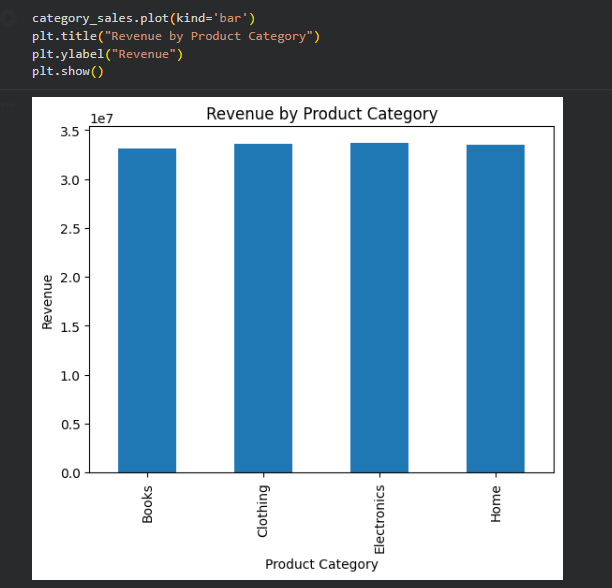 category_sales.plot(kind='bar')
plt.title("Revenue by Product Category")
plt.ylabel("Revenue")
plt.show()
Revenue by Product Category
1e7
3.5
3.0
2.5
2.0
1.5
1.0
0.5
0.0
Revenue
Books
Clothing
Electronics
Home
Product Category